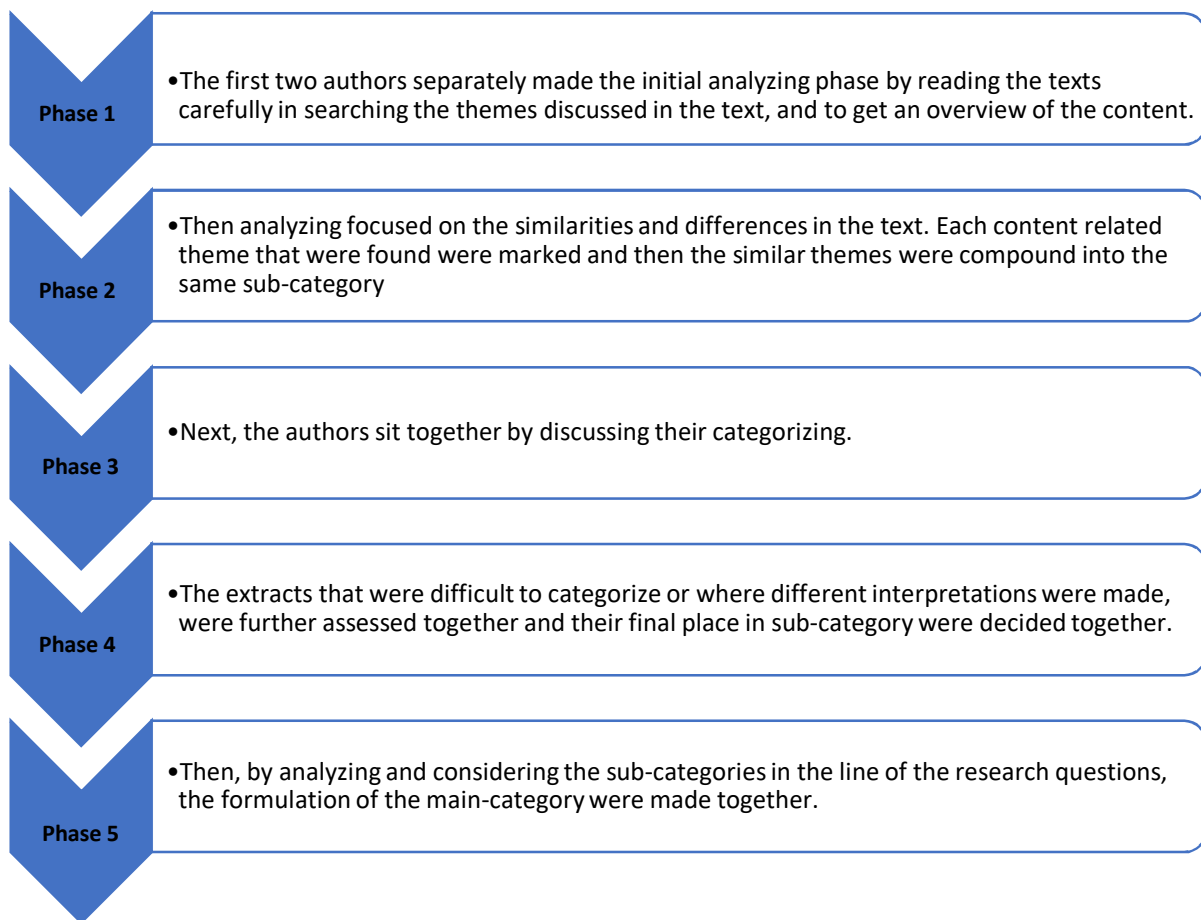 Phase 1
•The first two authors separately made the initial analyzing phase by reading the texts
carefully in searching the themes discussed in the text, and to get an overview of the content.
Phase 2
•Then analyzing focused on the similarities and differences in the text. Each content related
theme that were found were marked and then the similar themes were compound into the
same sub-category
Phase 3
•Next, the authors sit together by discussing their categorizing.
Phase 4
•The extracts that were difficult to categorize or where different interpretations were made,
were further assessed together and their final place in sub-category were decided together.
Phase 5
•Then, by analyzing and considering the sub-categories in the line of the research questions,
the formulation of the main-category were made together.